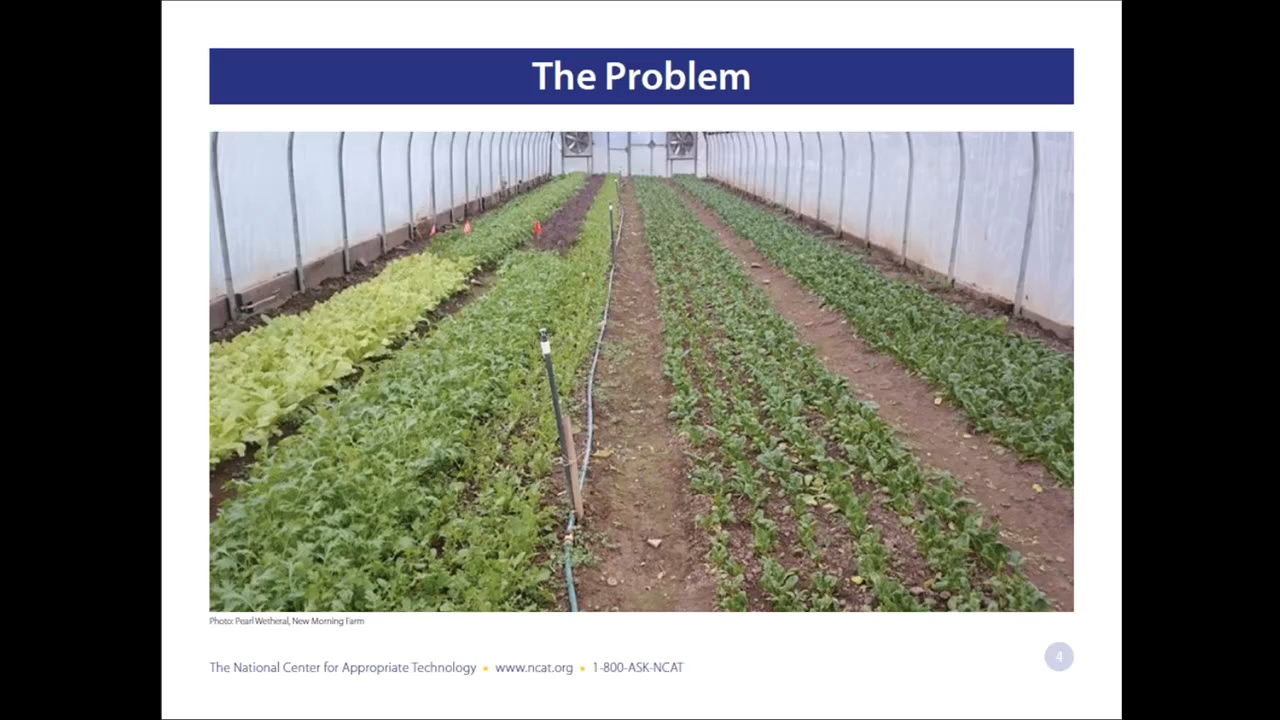 The Problem
Photo: Pearl Wetheral, New Morning Farm
The National Center for Appropriate Technology • www.ncat.org • 1-800-ASK-NCAT
4